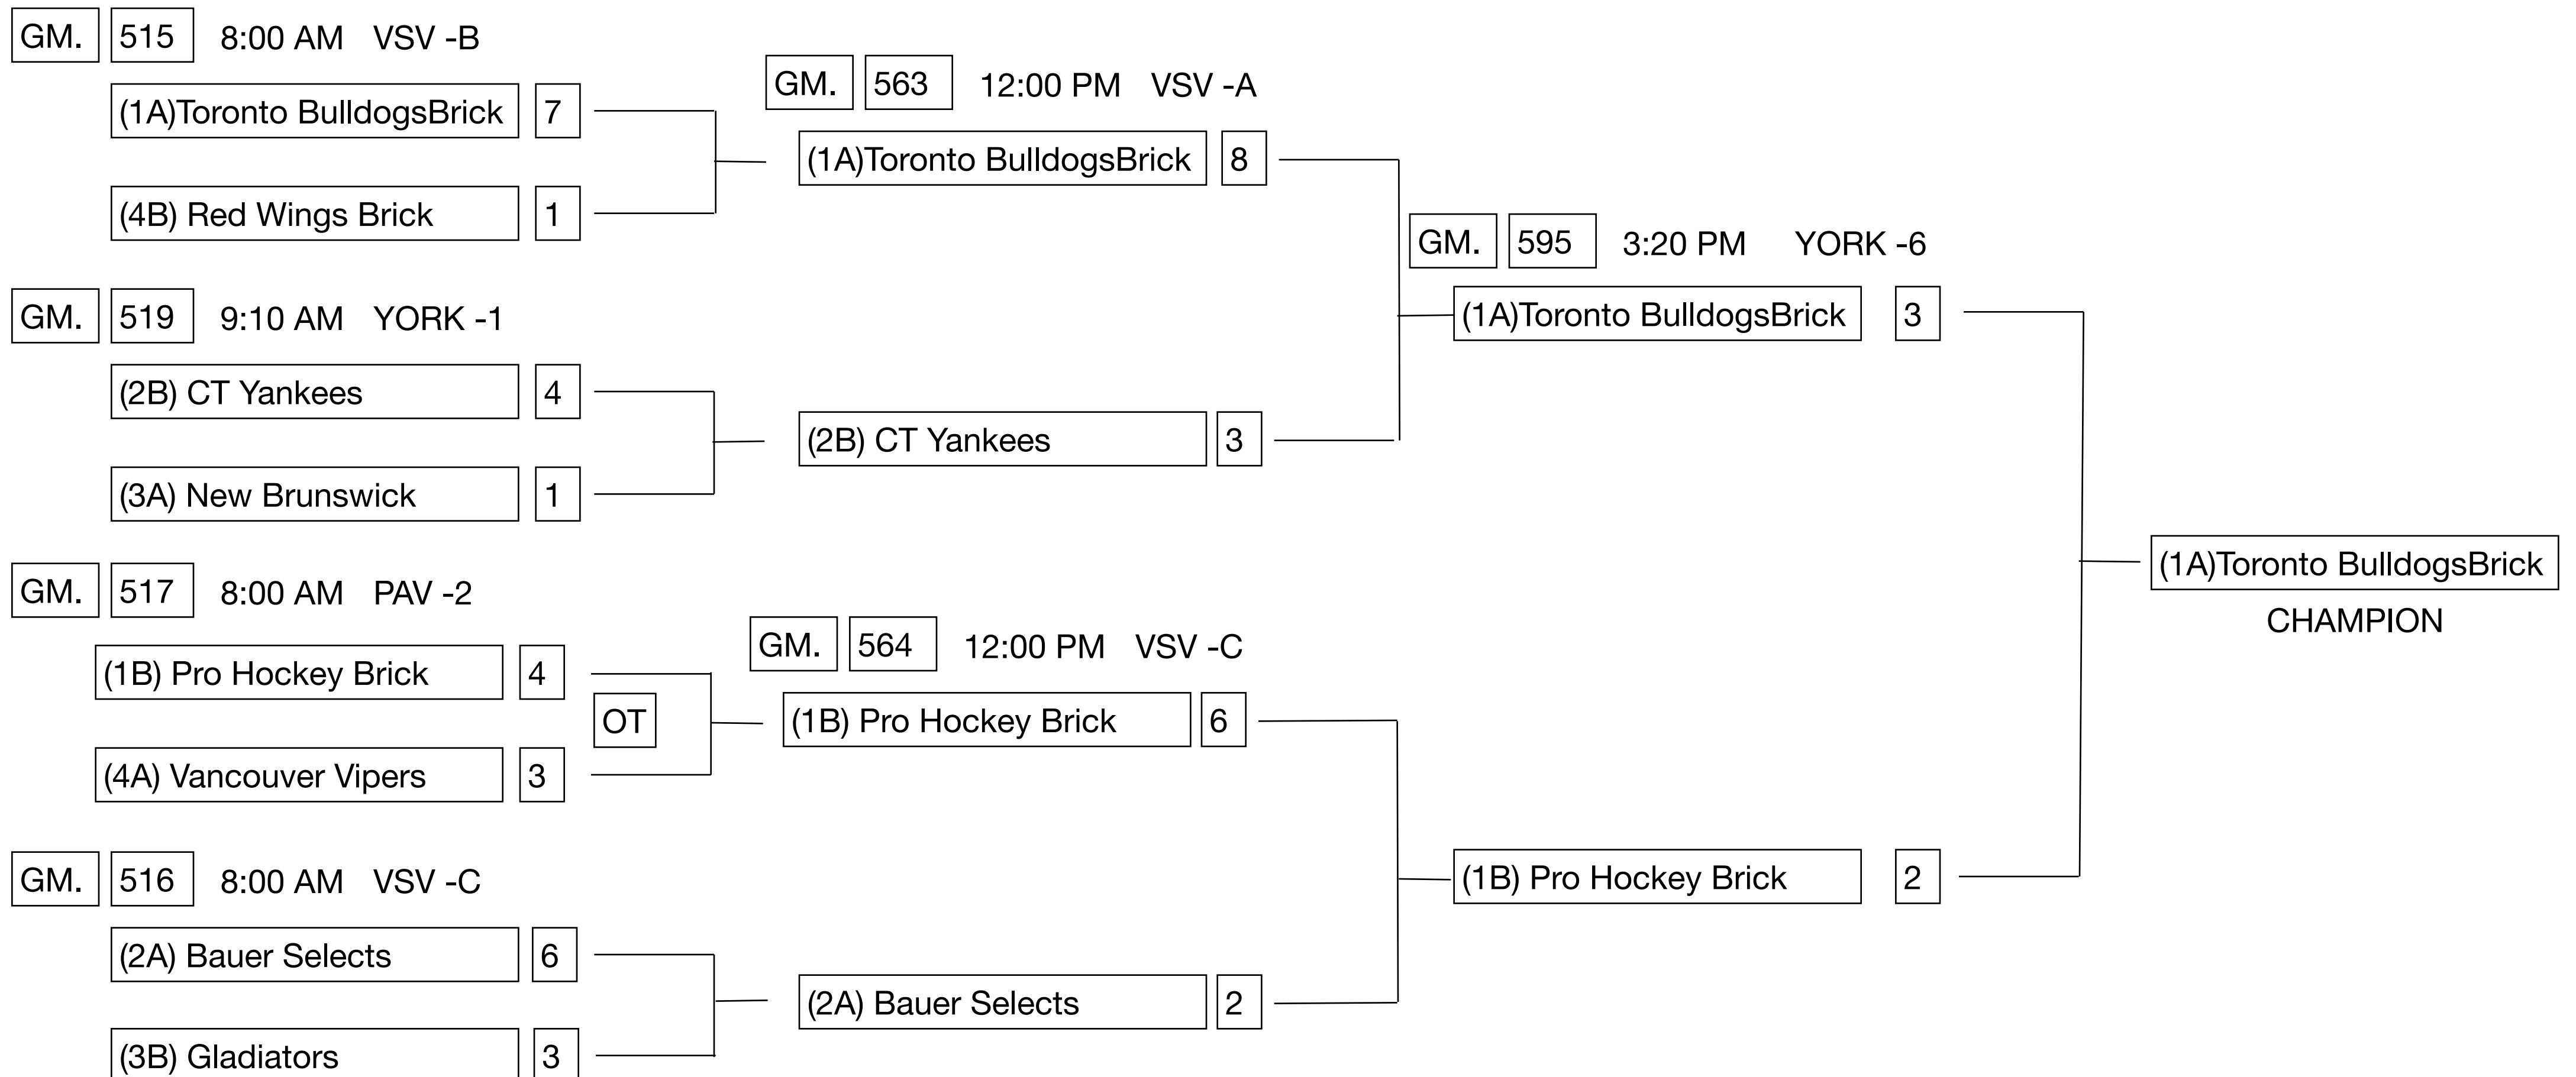 GM. 515 8:00 AM VSV -B
(1A)Toronto BulldogsBrick 7
(4B) Red Wings Brick 1
GM. 519 9:10 AM YORK -1
(2B) CT Yankees 4
(3A) New Brunswick 1
GM. 517 8:00 AM PAV -2
(1B) Pro Hockey Brick 4
OT
(4A) Vancouver Vipers 3
GM. 516 8:00 AM VSV -C
(2A) Bauer Selects 6
(3B) Gladiators 3
GM. 563 12:00 PM VSV -A
(1A)Toronto BulldogsBrick 8
(2B) CT Yankees 3
GM. 564 12:00 PM VSV -C
(1B) Pro Hockey Brick 6
(2A) Bauer Selects 2
GM. 595 3:20 PM YORK -6
(1A)Toronto BulldogsBrick 3
(1B) Pro Hockey Brick 2
(1A)Toronto BulldogsBrick
CHAMPION